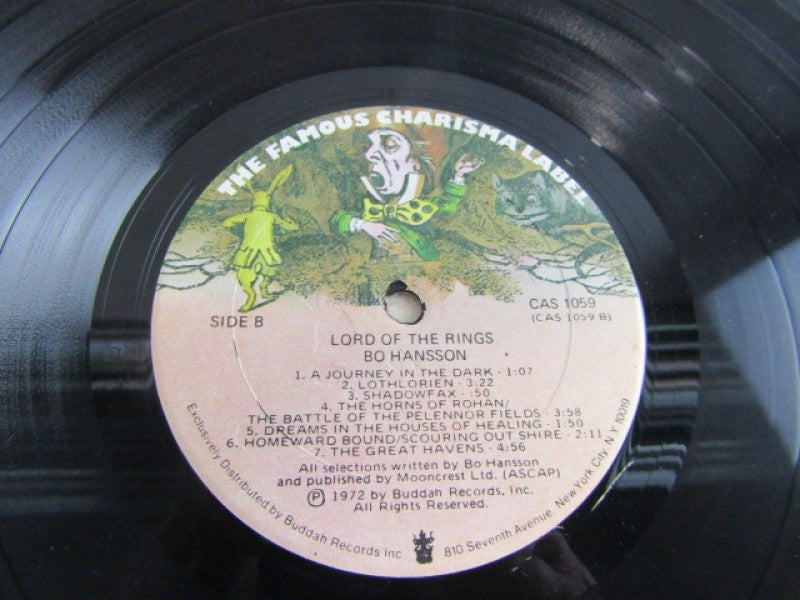 THE FAMOUS CHARISMA LABEL
SIDE B
CAS 1059
(CAS 1059 B)
LORD OF THE RINGS
BO HANSSON
1. A JOURNEY IN THE DARK · 1:07
2. LOTHLORIEN · 3:22
3. SHADOWFAX · :50
4. THE HORNS OF ROHAN/
THE BATTLE OF THE PELENNOR FIELDS · 3:58
5. DREAMS IN THE HOUSES OF HEALING · 1:50
6. HOMEWARD BOUND/SCOURING OUT SHIRE · 2:11
7. THE GREAT HAVENS · 4:56
All selections written by Bo Hansson
and published by Mooncrest Ltd. (ASCAP)
Ⓟ 1972 by Buddah Records, Inc.
All Rights Reserved.
Exclusively Distributed by Buddah Records Inc
810 Seventh Avenue, New York City, N Y 10019